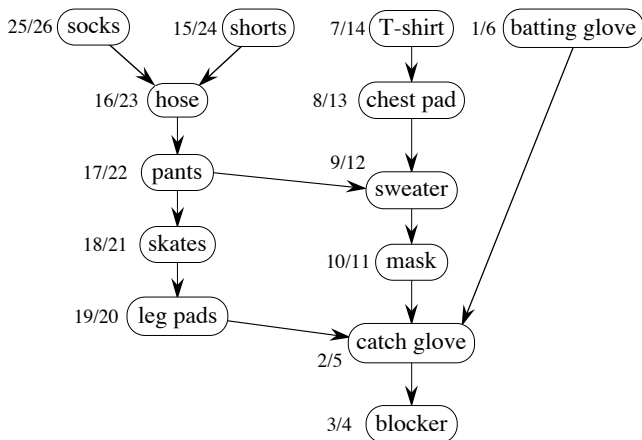 25/26 socks 15/24 shorts 7/14 T-shirt 1/6 batting glove
16/23 hose 8/13 chest pad
17/22 pants 9/12 sweater
18/21 skates 10/11 mask
19/20 leg pads catch glove
2/5
3/4 blocker